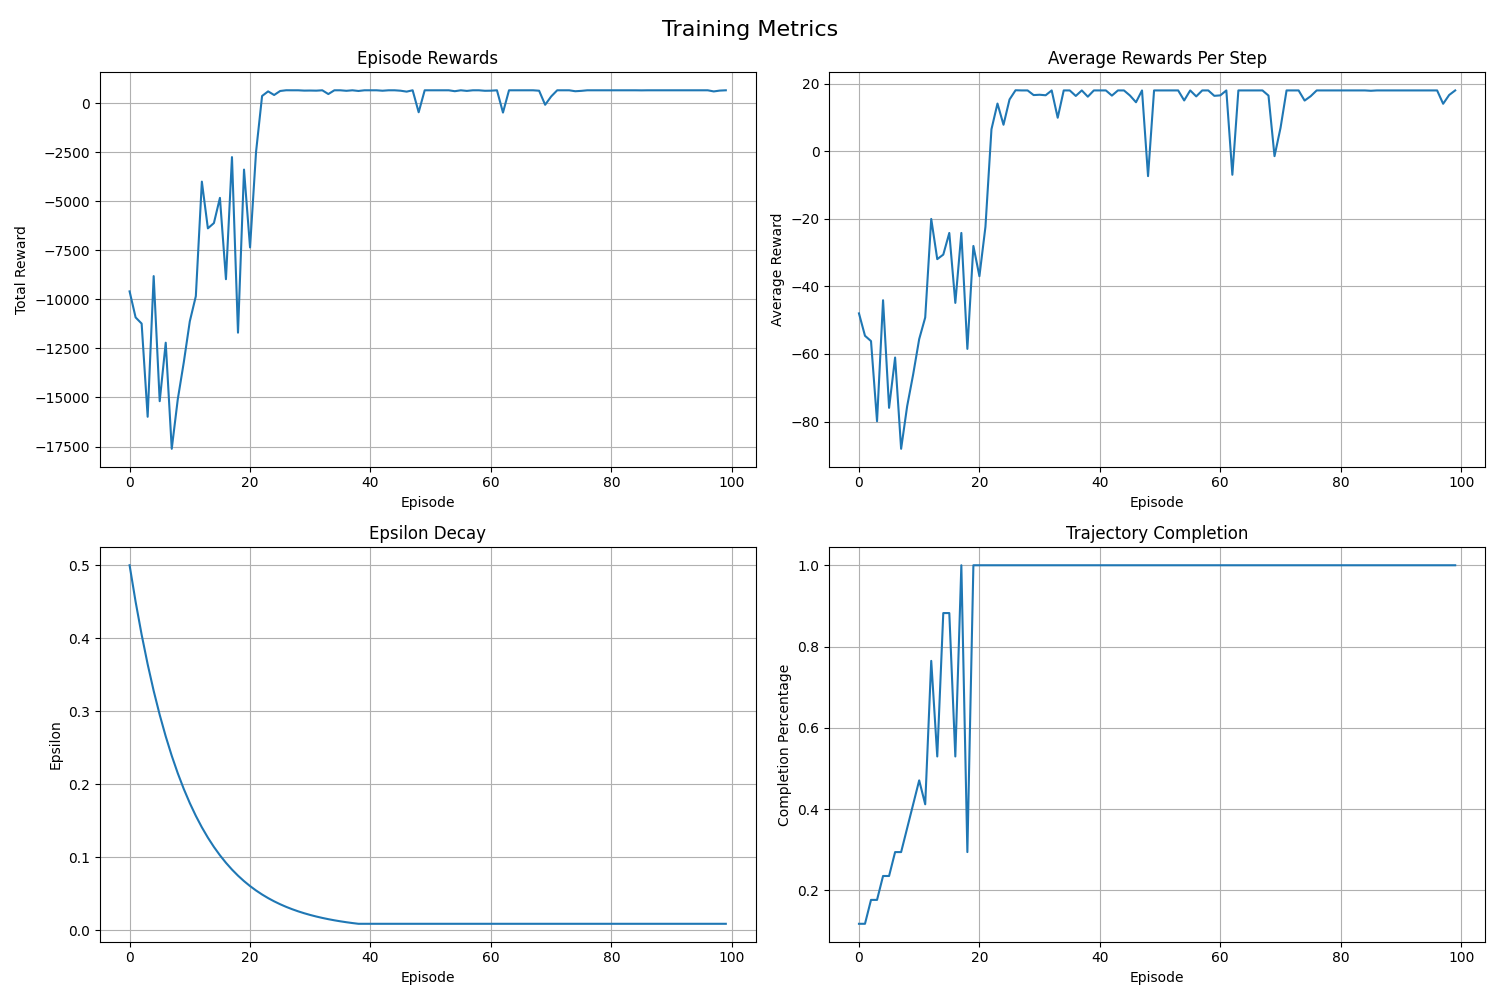 Training Metrics
Episode Rewards
Total Reward
0
−2500
−5000
−7500
−10000
−12500
−15000
−17500
0 20 40 60 80 100
Episode
Average Rewards Per Step
Average Reward
20
0
−20
−40
−60
−80
0 20 40 60 80 100
Episode
Epsilon Decay
Epsilon
0.5
0.4
0.3
0.2
0.1
0.0
0 20 40 60 80 100
Episode
Trajectory Completion
Completion Percentage
1.0
0.8
0.6
0.4
0.2
0 20 40 60 80 100
Episode